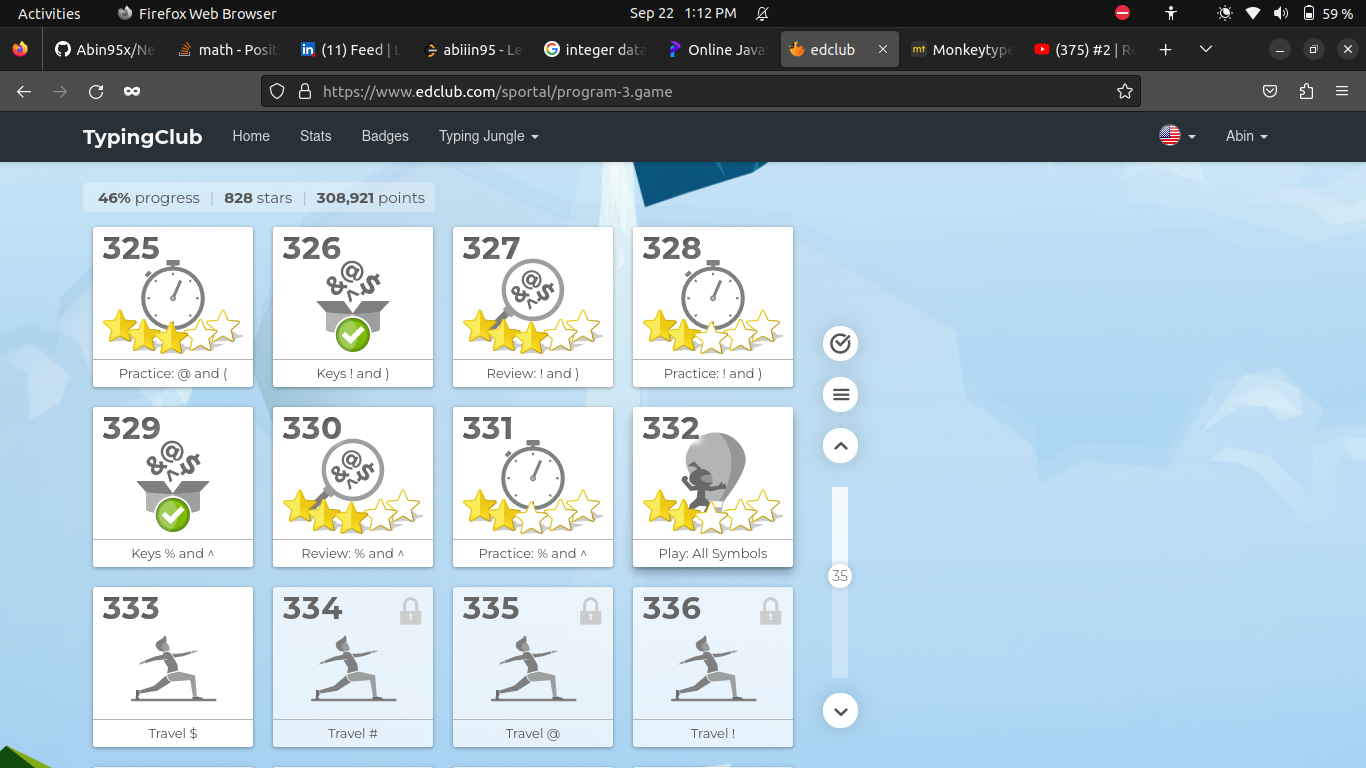 Activities Firefox Web Browser Sep 22 1:12 PM 59 %
Abin95x/Ne math - Posit (11) Feed | L abiiin95 - Le integer data Online Java edclub Monkeytype (375) #2 | Re
https://www.edclub.com/sportal/program-3.game
TypingClub Home Stats Badges Typing Jungle Abin
46% progress | 828 stars | 308,921 points
325 326 327 328
Practice: @ and ( Keys ! and ) Review: ! and ) Practice: ! and )
329 330 331 332
Keys % and ^ Review: % and ^ Practice: % and ^ Play: All Symbols
35
333 334 335 336
Travel $ Travel # Travel @ Travel !